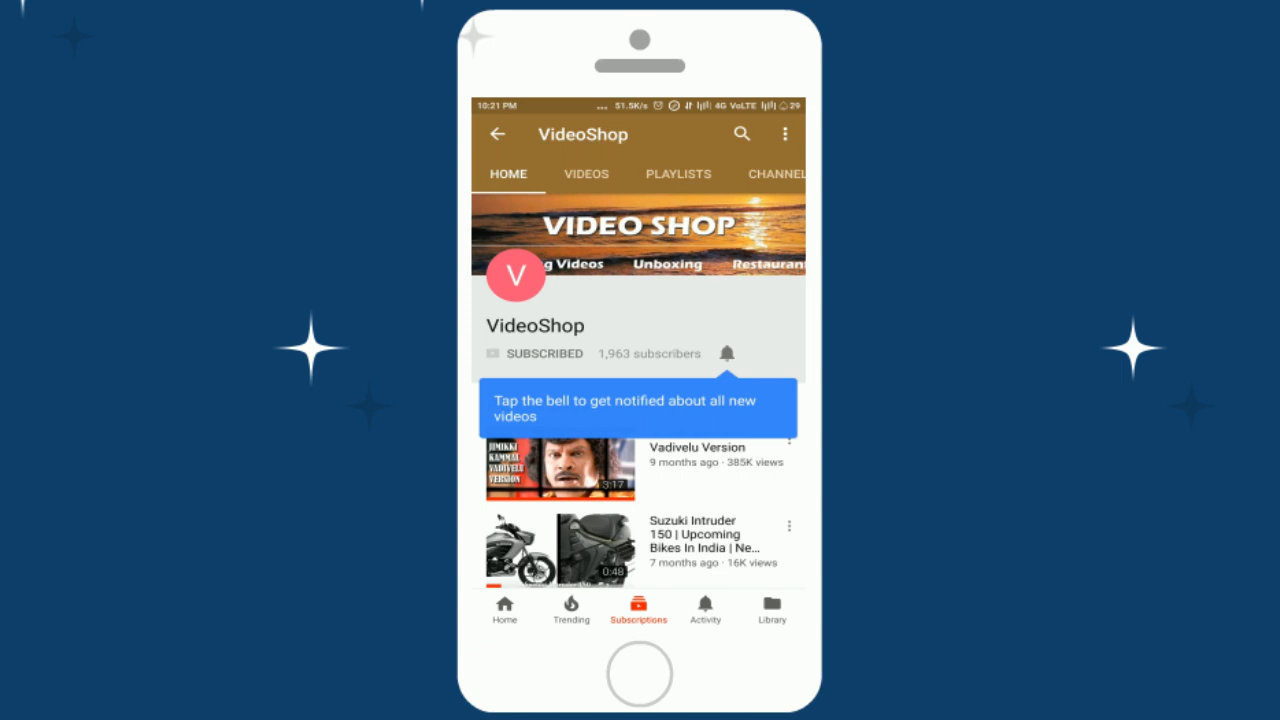 10:21 PM ... 51.5K/s 4G VoLTE 29
VideoShop
HOME VIDEOS PLAYLISTS CHANNEL
VIDEO SHOP
g Videos Unboxing Restauran
V
VideoShop
SUBSCRIBED 1,963 subscribers
Tap the bell to get notified about all new
videos
JIMIKKI
KAMMAL
VADIVELU
VERSION
3:17
Vadivelu Version
9 months ago · 385K views
Suzuki Intruder
150 | Upcoming
Bikes In India | Ne...
7 months ago · 16K views
0:48
Home Trending Subscriptions Activity Library